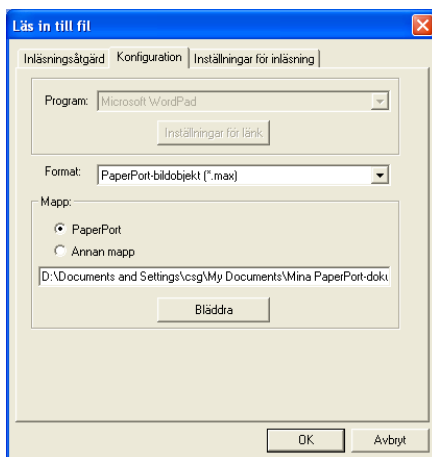 Läs in till fil
Inläsningsåtgärd Konfiguration Inställningar för inläsning
Program: Microsoft WordPad
Inställningar för länk
Format: PaperPort-bildobjekt (*.max)
Mapp:
PaperPort
Annan mapp
D:\Documents and Settings\csg\My Documents\Mina PaperPort-doku
Bläddra
OK Avbryt